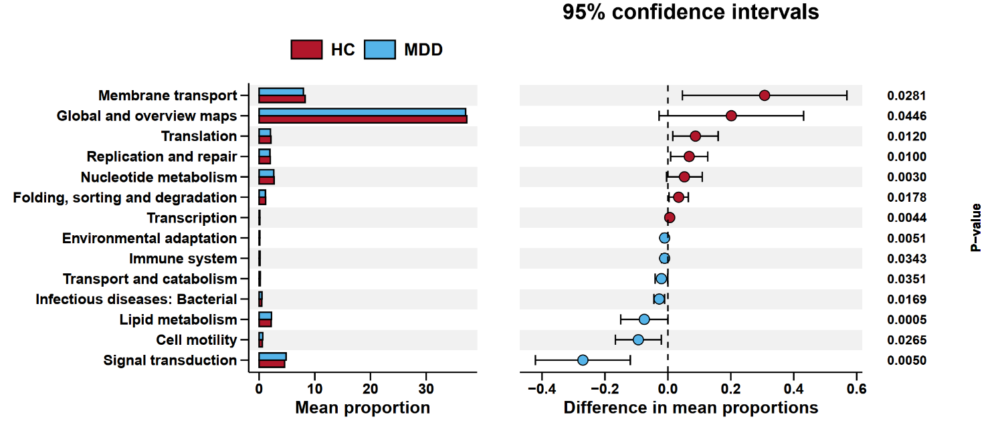 95% confidence intervals
HC MDD
Membrane transport 0.0281
Global and overview maps 0.0446
Translation 0.0120
Replication and repair 0.0100
Nucleotide metabolism 0.0030
Folding, sorting and degradation 0.0178
Transcription 0.0044
Environmental adaptation 0.0051
Immune system 0.0343
Transport and catabolism 0.0351
Infectious diseases: Bacterial 0.0169
Lipid metabolism 0.0005
Cell motility 0.0265
Signal transduction 0.0050
P−value
0 10 20 30 −0.4 −0.2 0.0 0.2 0.4 0.6
Mean proportion Difference in mean proportions